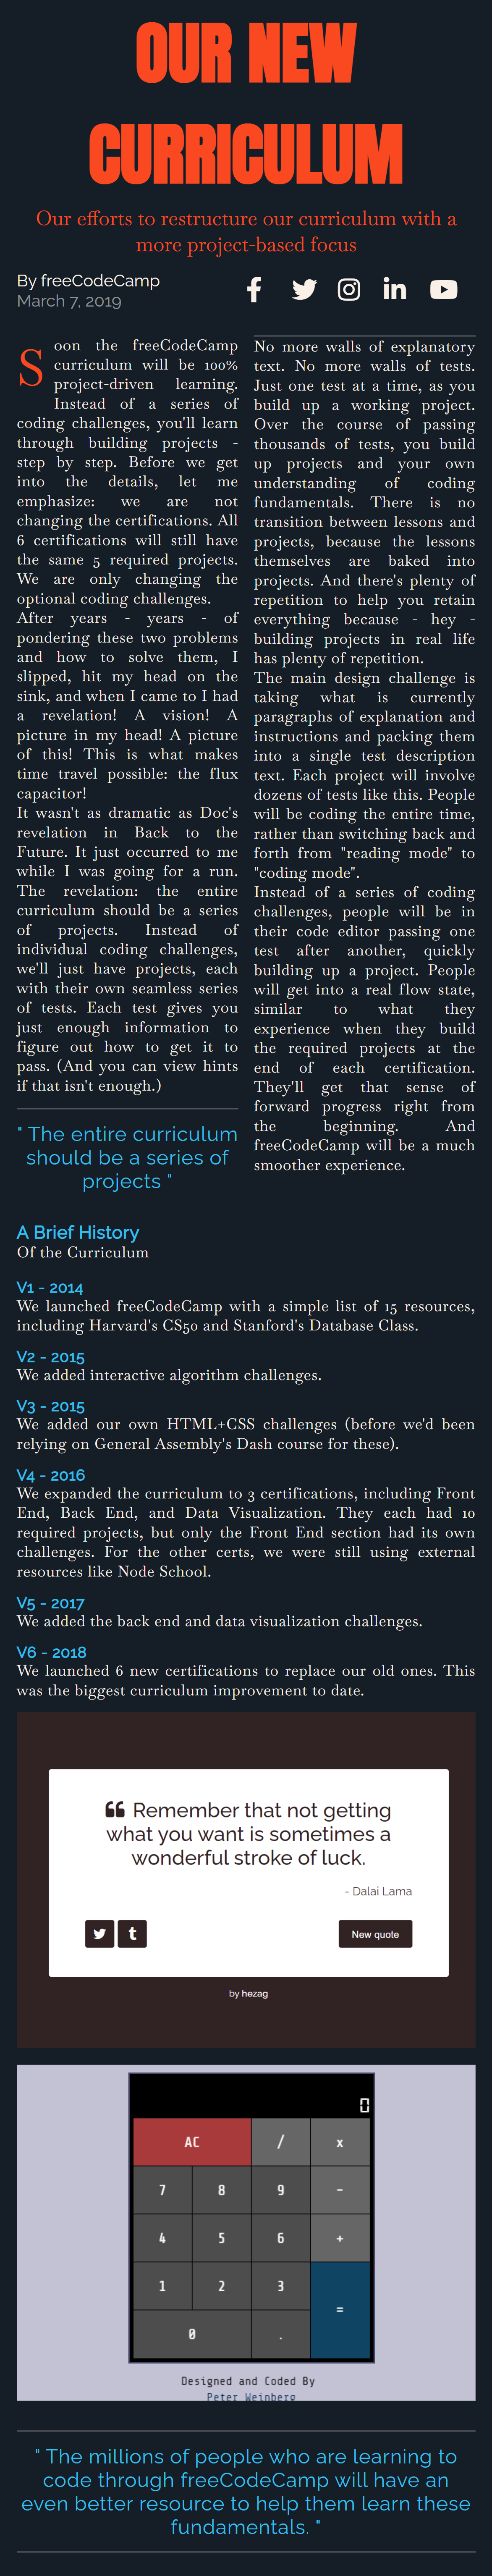 OUR NEW
CURRICULUM
Our efforts to restructure our curriculum with a
more project-based focus
By freeCodeCamp
March 7, 2019
Soon the freeCodeCamp
curriculum will be 100%
project-driven learning.
Instead of a series of
coding challenges, you'll learn
through building projects -
step by step. Before we get
into the details, let me
emphasize: we are not
changing the certifications. All
6 certifications will still have
the same 5 required projects.
We are only changing the
optional coding challenges.
After years - years - of
pondering these two problems
and how to solve them, I
slipped, hit my head on the
sink, and when I came to I had
a revelation! A vision! A
picture in my head! A picture
of this! This is what makes
time travel possible: the flux
capacitor!
It wasn't as dramatic as Doc's
revelation in Back to the
Future. It just occurred to me
while I was going for a run.
The revelation: the entire
curriculum should be a series
of projects. Instead of
individual coding challenges,
we'll just have projects, each
with their own seamless series
of tests. Each test gives you
just enough information to
figure out how to get it to
pass. (And you can view hints
if that isn't enough.)
" The entire curriculum
should be a series of
projects "
No more walls of explanatory
text. No more walls of tests.
Just one test at a time, as you
build up a working project.
Over the course of passing
thousands of tests, you build
up projects and your own
understanding of coding
fundamentals. There is no
transition between lessons and
projects, because the lessons
themselves are baked into
projects. And there's plenty of
repetition to help you retain
everything because - hey -
building projects in real life
has plenty of repetition.
The main design challenge is
taking what is currently
paragraphs of explanation and
instructions and packing them
into a single test description
text. Each project will involve
dozens of tests like this. People
will be coding the entire time,
rather than switching back and
forth from "reading mode" to
"coding mode".
Instead of a series of coding
challenges, people will be in
their code editor passing one
test after another, quickly
building up a project. People
will get into a real flow state,
similar to what they
experience when they build
the required projects at the
end of each certification.
They'll get that sense of
forward progress right from
the beginning. And
freeCodeCamp will be a much
smoother experience.
A Brief History
Of the Curriculum
V1 - 2014
We launched freeCodeCamp with a simple list of 15 resources,
including Harvard's CS50 and Stanford's Database Class.
V2 - 2015
We added interactive algorithm challenges.
V3 - 2015
We added our own HTML+CSS challenges (before we'd been
relying on General Assembly's Dash course for these).
V4 - 2016
We expanded the curriculum to 3 certifications, including Front
End, Back End, and Data Visualization. They each had 10
required projects, but only the Front End section had its own
challenges. For the other certs, we were still using external
resources like Node School.
V5 - 2017
We added the back end and data visualization challenges.
V6 - 2018
We launched 6 new certifications to replace our old ones. This
was the biggest curriculum improvement to date.
“ Remember that not getting
what you want is sometimes a
wonderful stroke of luck.
- Dalai Lama
New quote
by hezag
0
AC / x
7 8 9 -
4 5 6 +
1 2 3 =
0 .
Designed and Coded By
Peter Weinberg
" The millions of people who are learning to
code through freeCodeCamp will have an
even better resource to help them learn these
fundamentals. "